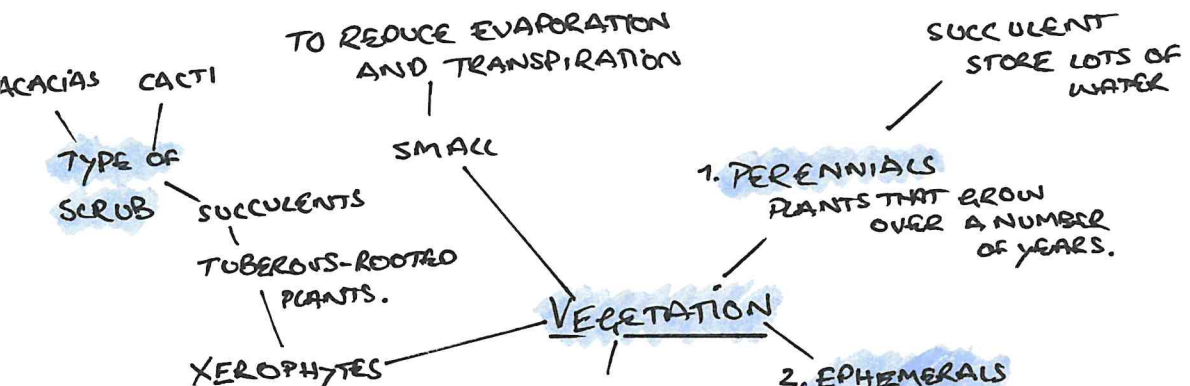 TO REDUCE EVAPORATION
AND TRANSPIRATION
SUCCULENT
STORE LOTS OF
WATER
ACACIAS CACTI
TYPE OF
SCRUB
SMALL
1. PERENNIALS
PLANTS THAT GROW
OVER A NUMBER
OF YEARS.
SUCCULENTS
TUBEROUS-ROOTED
PLANTS.
VEGETATION
XEROPHYTES
2. EPHEMERALS